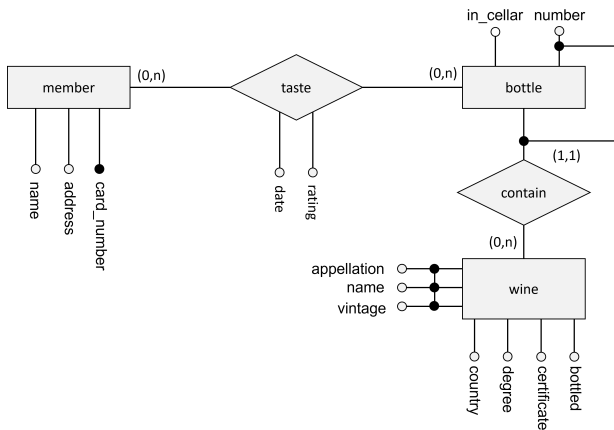 in_cellar number
(0,n) (0,n)
member taste bottle
(1,1)
name address card_number date rating
contain
(0,n)
appellation
name wine
vintage
country degree certificate bottled